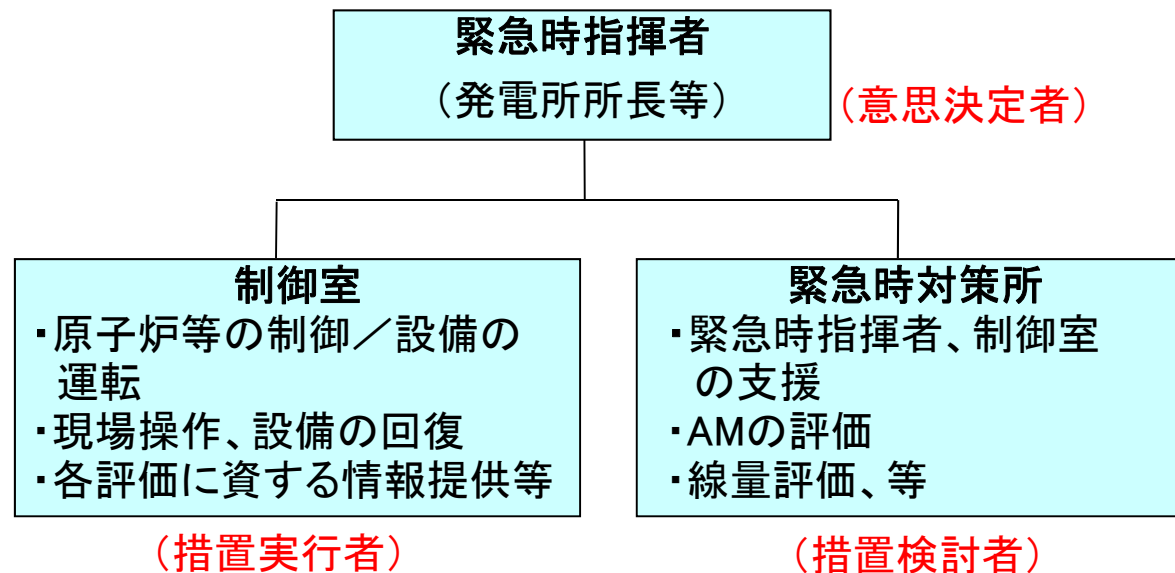 緊急時指揮者
（発電所所長等）
（意思決定者）
制御室
・原子炉等の制御／設備の
運転
・現場操作、設備の回復
・各評価に資する情報提供等
（措置実行者）
緊急時対策所
・緊急時指揮者、制御室
の支援
・AMの評価
・線量評価、等
（措置検討者）